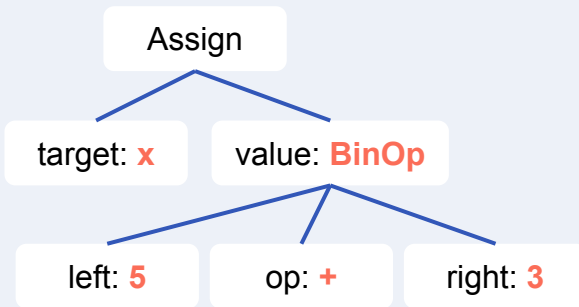 Assign
target: x
value: BinOp
left: 5
op: +
right: 3